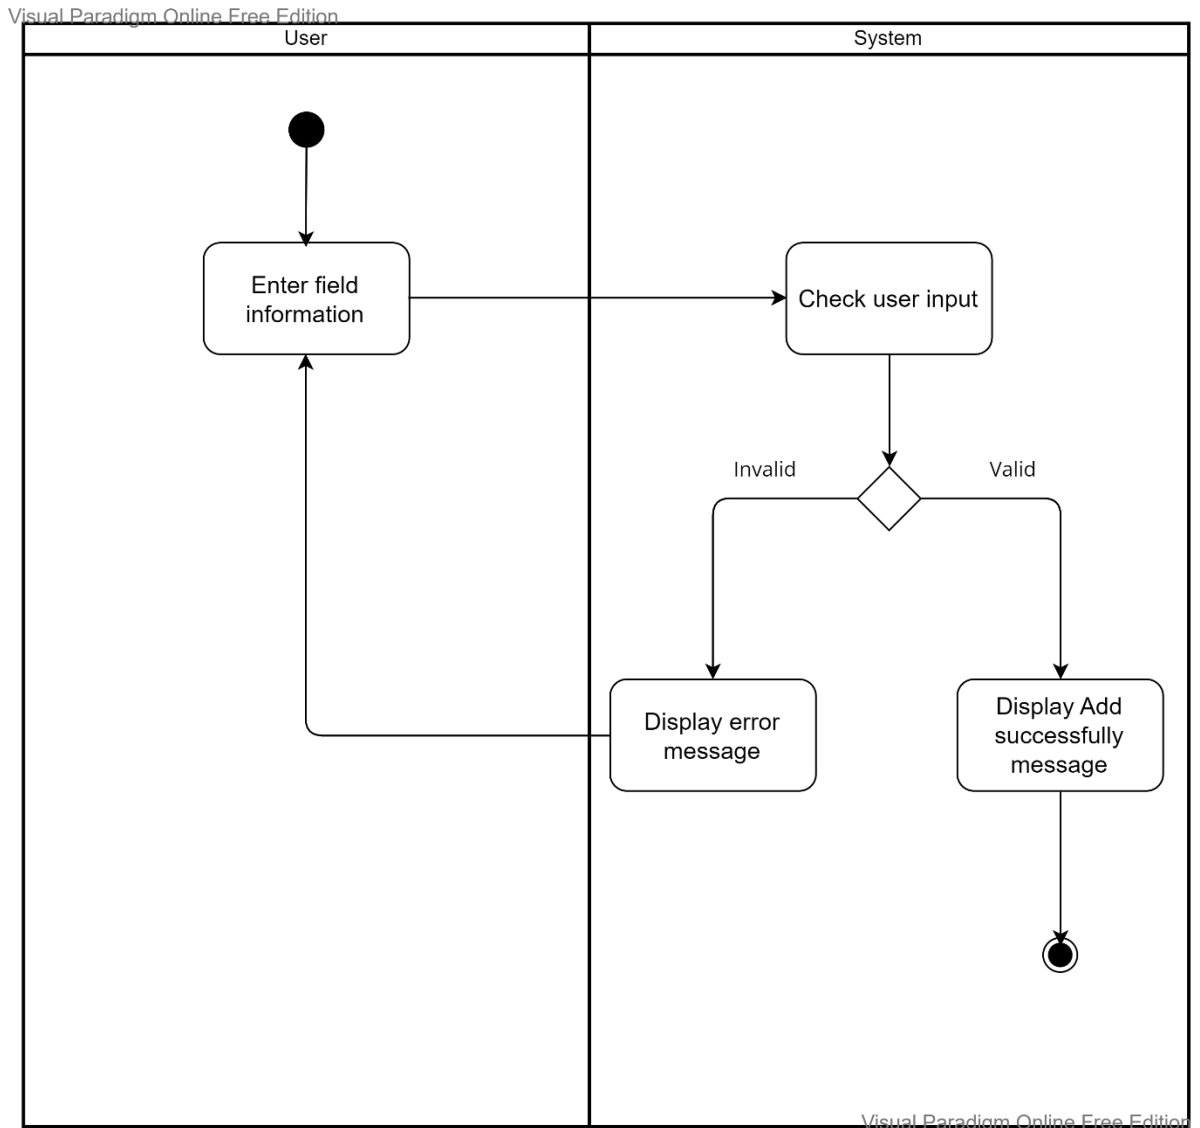 Visual Paradigm Online Free Edition
User
System
Enter field
information
Check user input
Invalid
Valid
Display error
message
Display Add
successfully
message
Visual Paradigm Online Free Edition